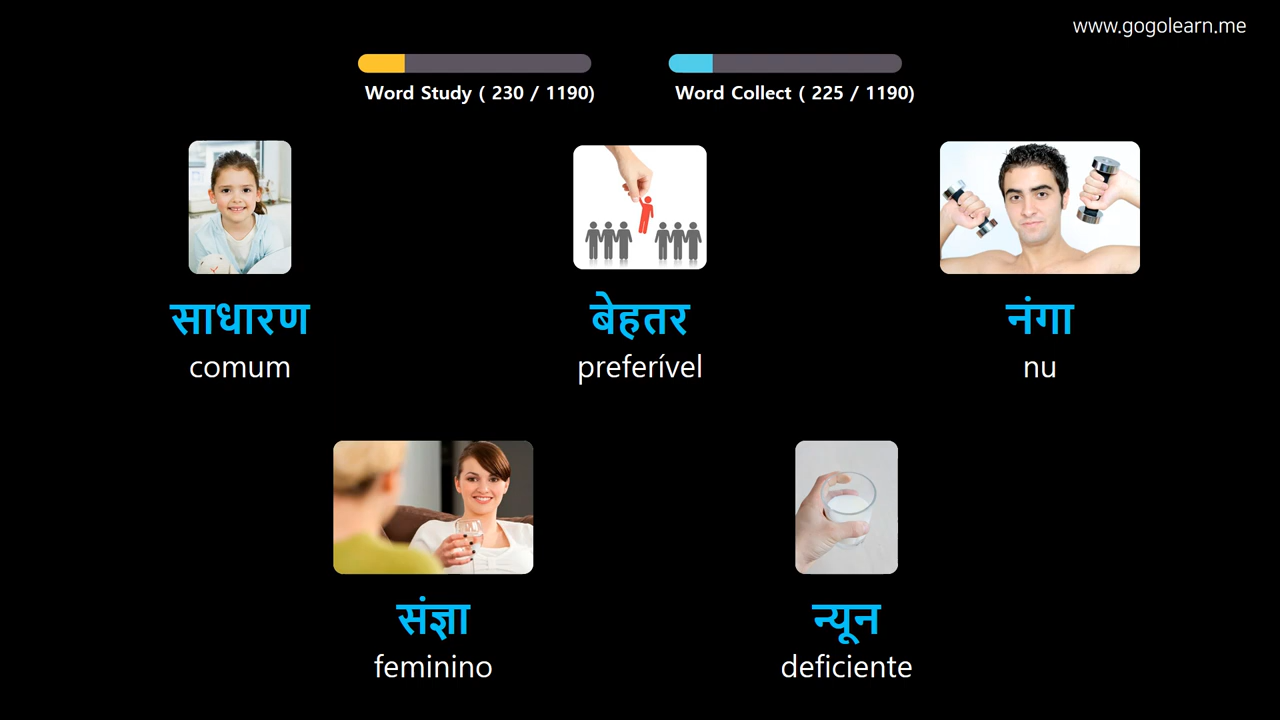 www.gogolearn.me
Word Study ( 230 / 1190)
Word Collect ( 225 / 1190)
साधारण
comum
बेहतर
preferível
नंगा
nu
संज्ञा
feminino
न्यून
deficiente